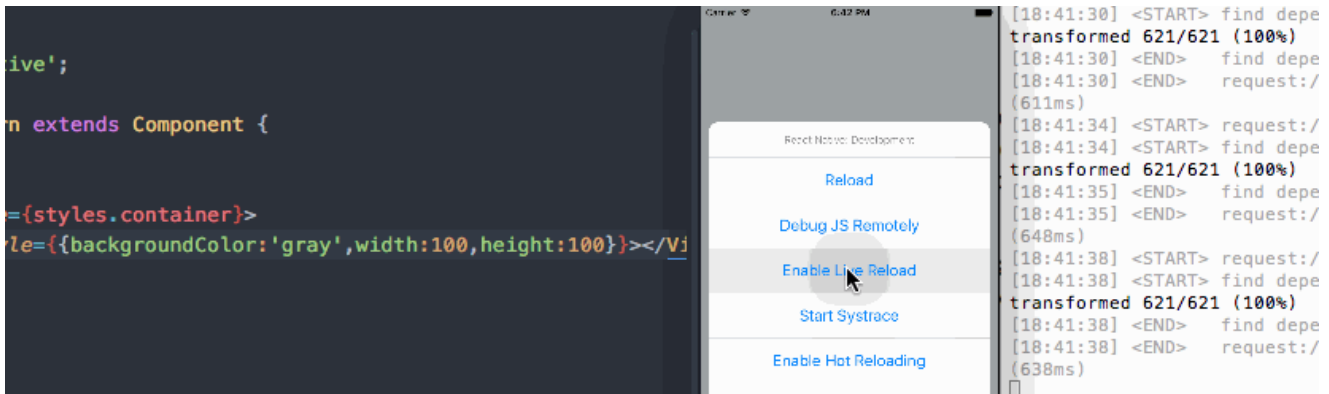 ive';
n extends Component {
={styles.container}>
yle={{backgroundColor:'gray',width:100,height:100}}></Vi
Carrier 6:42 PM
React Native: Development
Reload
Debug JS Remotely
Enable Live Reload
Start Systrace
Enable Hot Reloading
[18:41:30] <START> find depe
transformed 621/621 (100%)
[18:41:30] <END>   find depe
[18:41:30] <END>   request:/
(611ms)
[18:41:34] <START> request:/
[18:41:34] <START> find depe
transformed 621/621 (100%)
[18:41:35] <END>   find depe
[18:41:35] <END>   request:/
(648ms)
[18:41:38] <START> request:/
[18:41:38] <START> find depe
transformed 621/621 (100%)
[18:41:38] <END>   find depe
[18:41:38] <END>   request:/
(638ms)